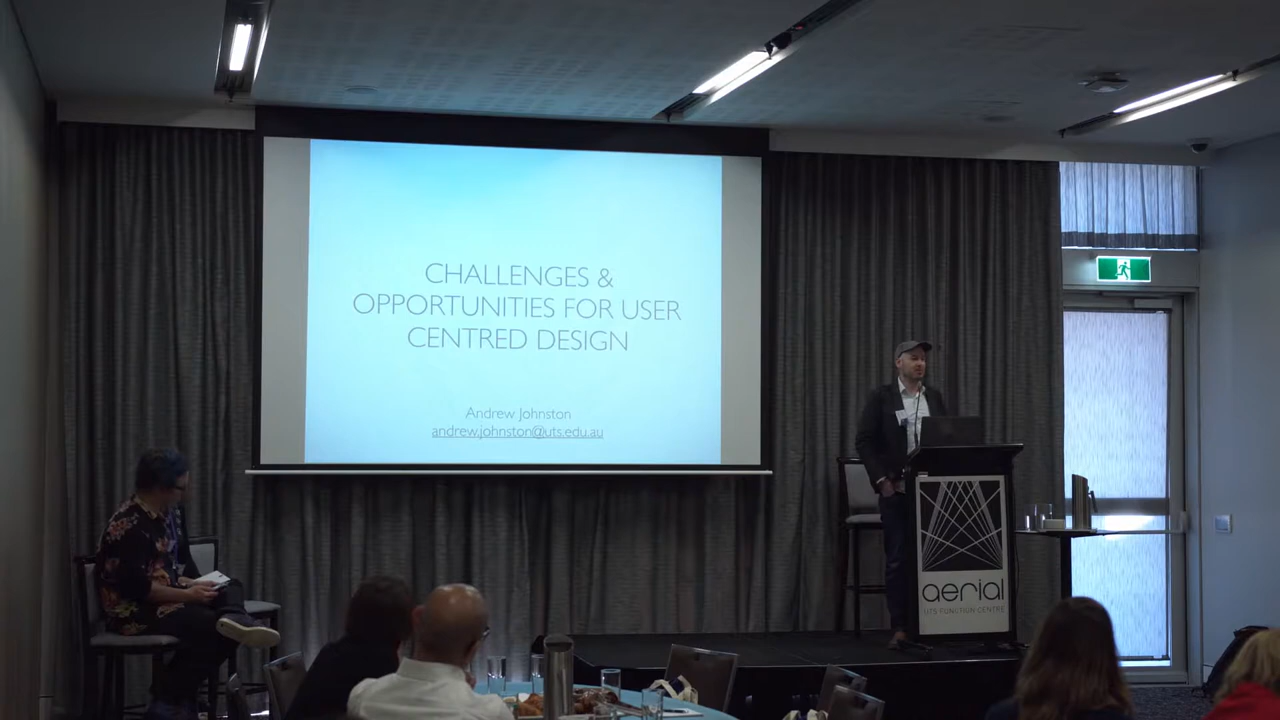 CHALLENGES &
OPPORTUNITIES FOR USER
CENTRED DESIGN
Andrew Johnston
andrew.johnston@uts.edu.au
aerial
UTS FUNCTION CENTRE